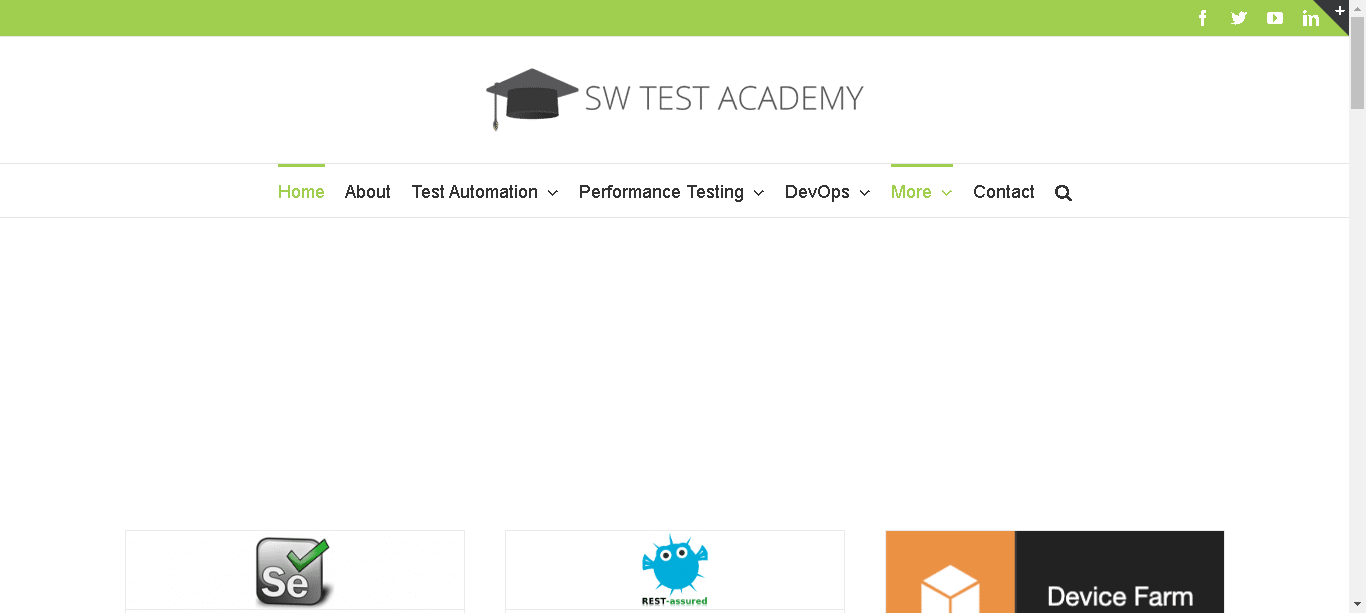 SW TEST ACADEMY
Home About Test Automation Performance Testing DevOps More Contact
Se
REST-assured
Device Farm